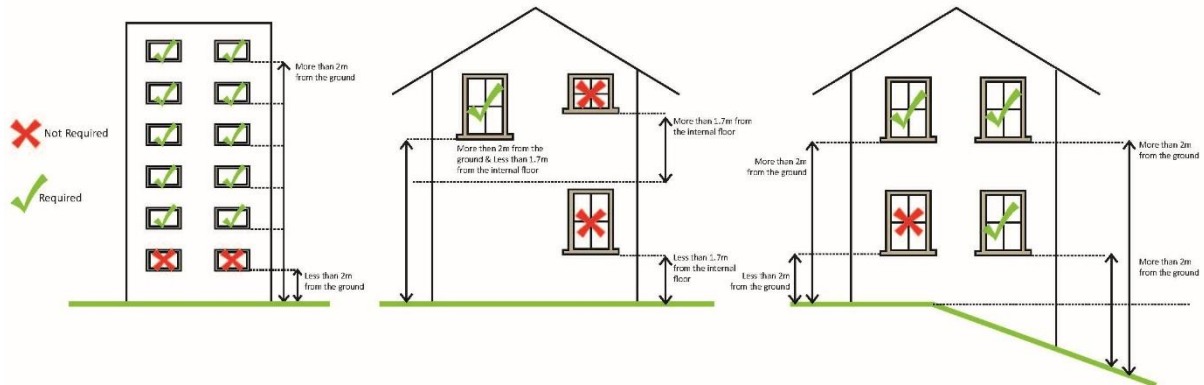 Not Required
Required
More than 2m
from the ground
Less than 2m
from the ground
More then 2m from the
ground & Less than 1.7m
from the internal floor
More than 1.7m from
the internal floor
Less than 1.7m
from the internal
floor
More than 2m
from the ground
Less than 2m
from the ground
More than 2m
from the ground
More than 2m
from the ground